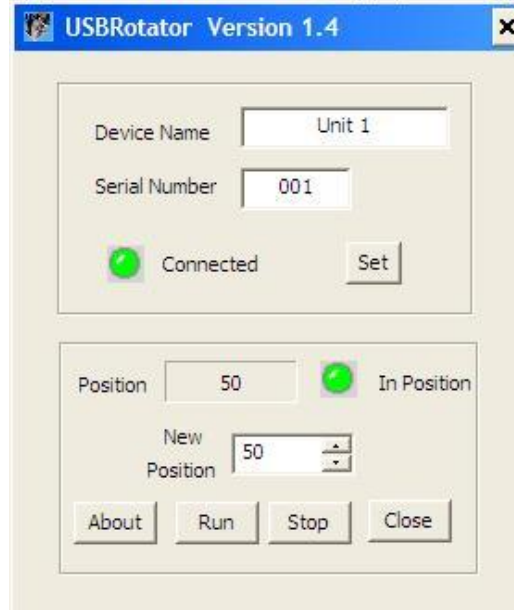 USBRotator Version 1.4
Device Name Unit 1
Serial Number 001
Connected Set
Position 50 In Position
New
Position 50
About Run Stop Close